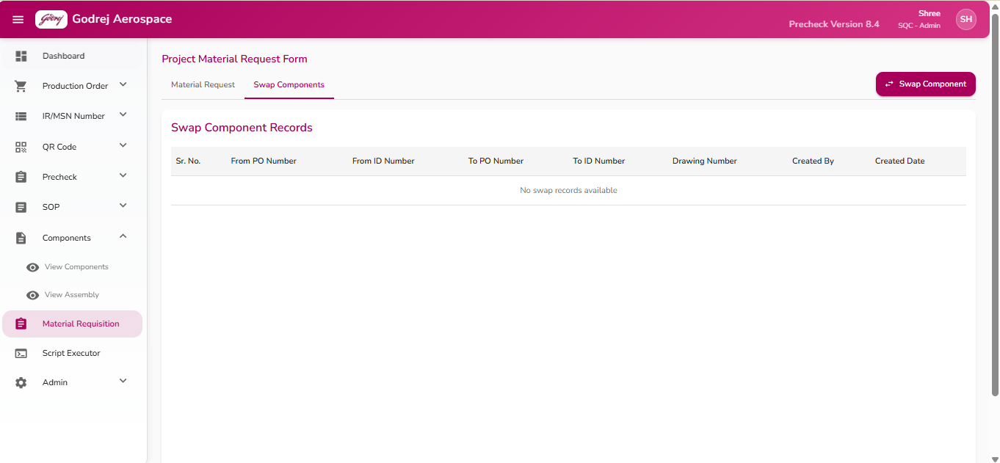 Godrej
Godrej Aerospace
Precheck Version 8.4
Shree
SQC - Admin
SH
Dashboard
Production Order
IR/MSN Number
QR Code
Precheck
SOP
Components
View Components
View Assembly
Material Requisition
Script Executor
Admin
Project Material Request Form
Material Request
Swap Components
Swap Component
Swap Component Records
Sr. No. From PO Number From ID Number To PO Number To ID Number Drawing Number Created By Created Date
No swap records available